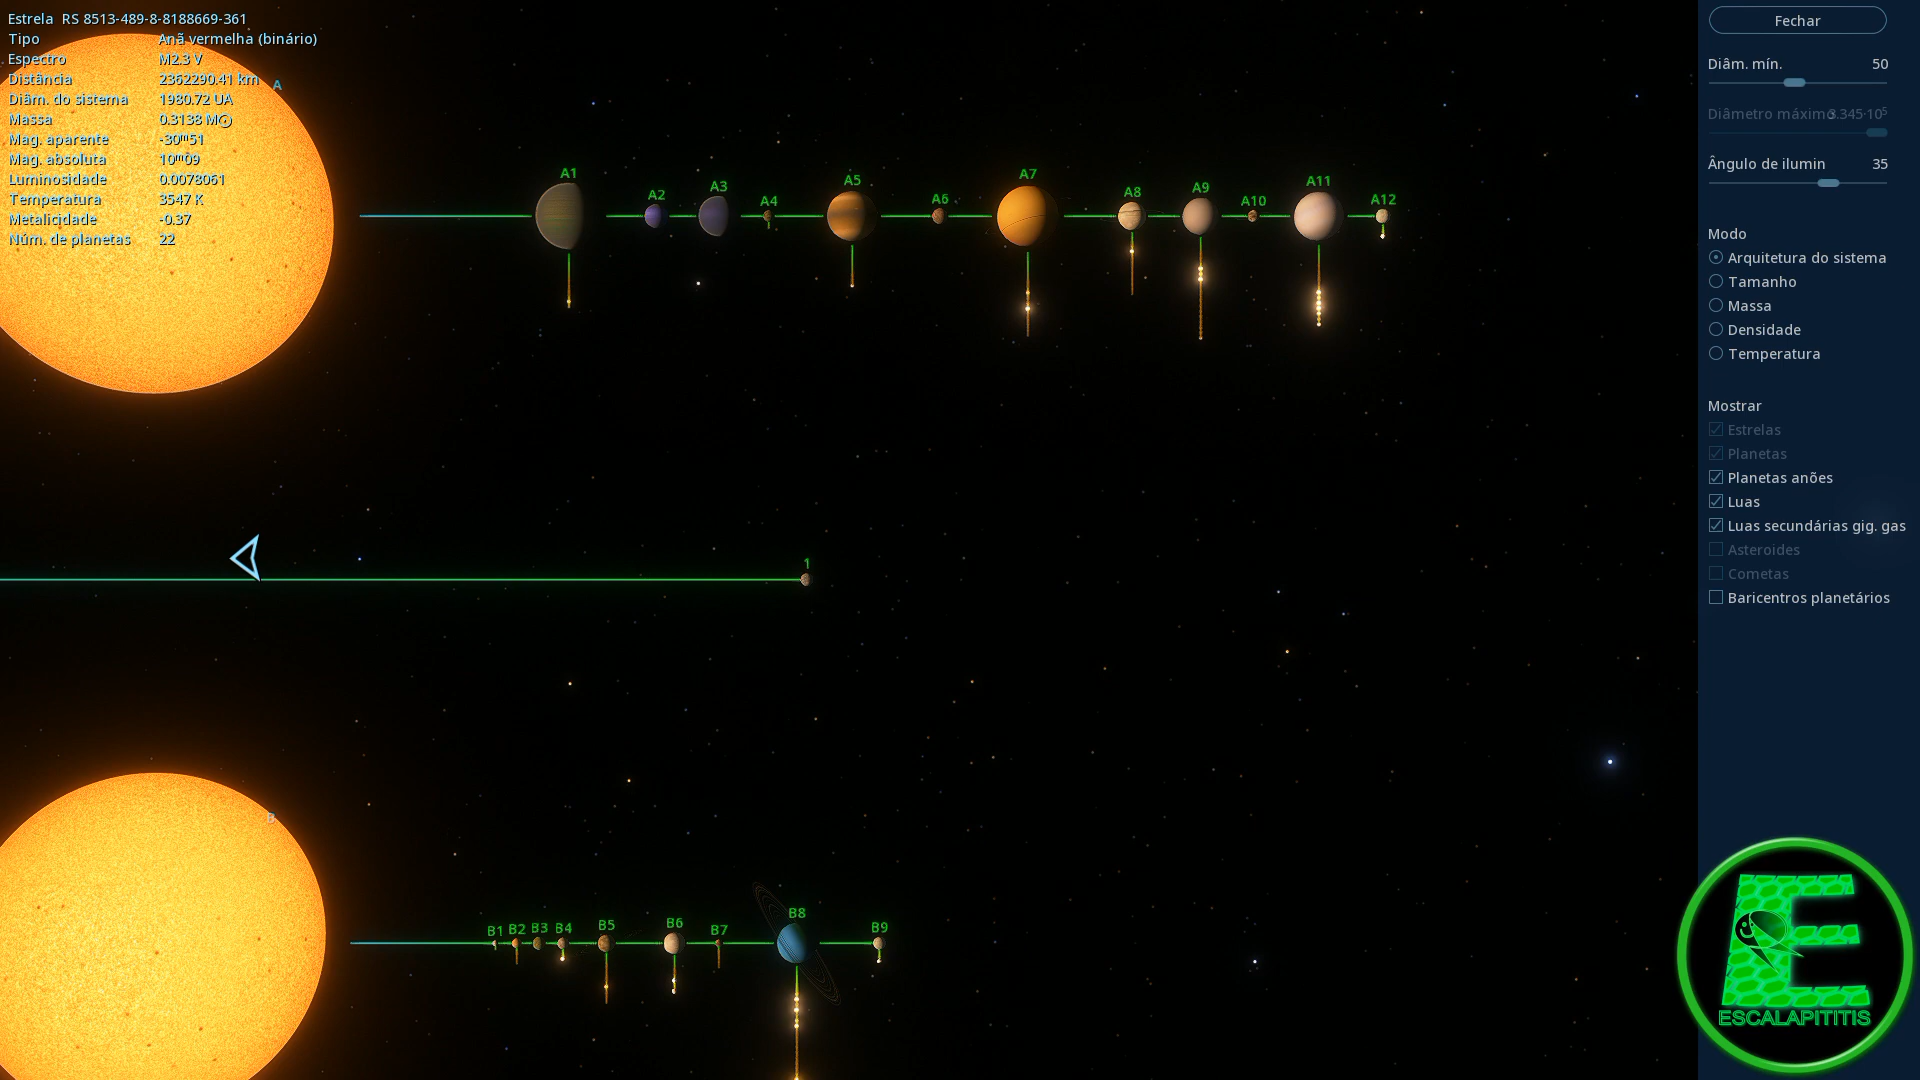 Estrela RS 8513-489-8-8188669-361
Tipo Anã vermelha (binário)
Espectro M2.3 V
Distância 2362290.41 km
Diâm. do sistema 1980.72 UA
Massa 0.3138 M☉
Mag. aparente -30ᵐ51
Mag. absoluta 10ᵐ09
Luminosidade 0.0078061
Temperatura 3547 K
Metalicidade -0.37
Núm. de planetas 22
A
A1
A2
A3
A4
A5
A6
A7
A8
A9
A10
A11
A12
1
B
B1
B2
B3
B4
B5
B6
B7
B8
B9
Fechar
Diâm. mín. 50
Diâmetro máximo 3.345·10⁵
Ângulo de ilumin 35
Modo
Arquitetura do sistema
Tamanho
Massa
Densidade
Temperatura
Mostrar
Estrelas
Planetas
Planetas anões
Luas
Luas secundárias gig. gas
Asteroides
Cometas
Baricentros planetários
E
ESCALAPITITIS